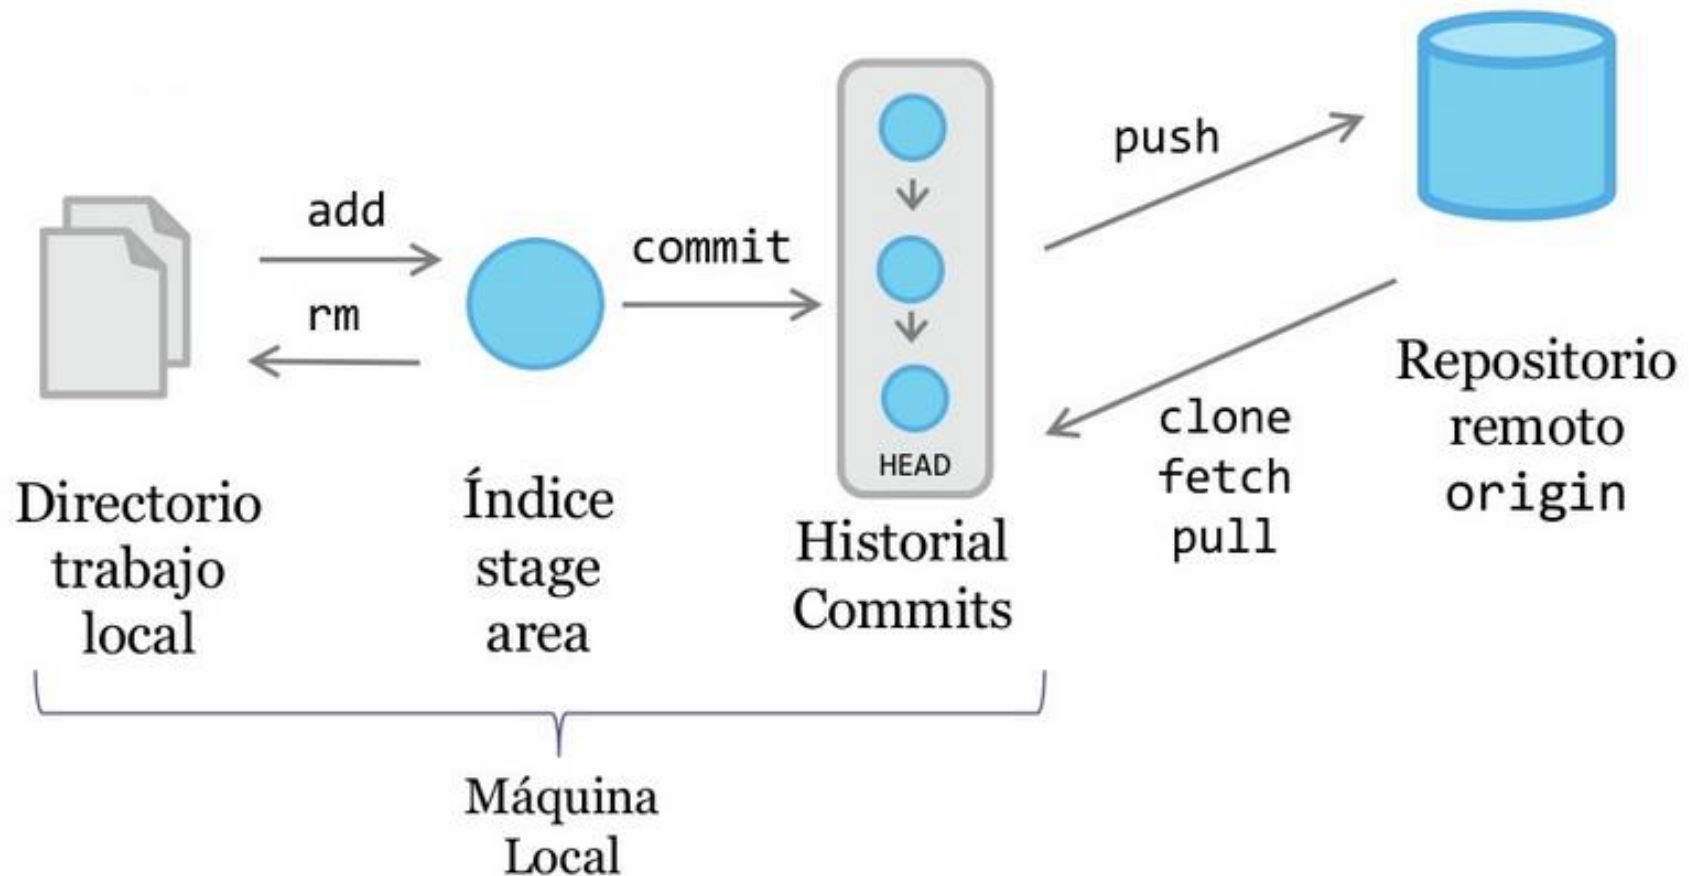 add
rm
commit
push
clone
fetch
pull
HEAD
Directorio
trabajo
local
Índice
stage
area
Historial
Commits
Repositorio
remoto
origin
Máquina
Local